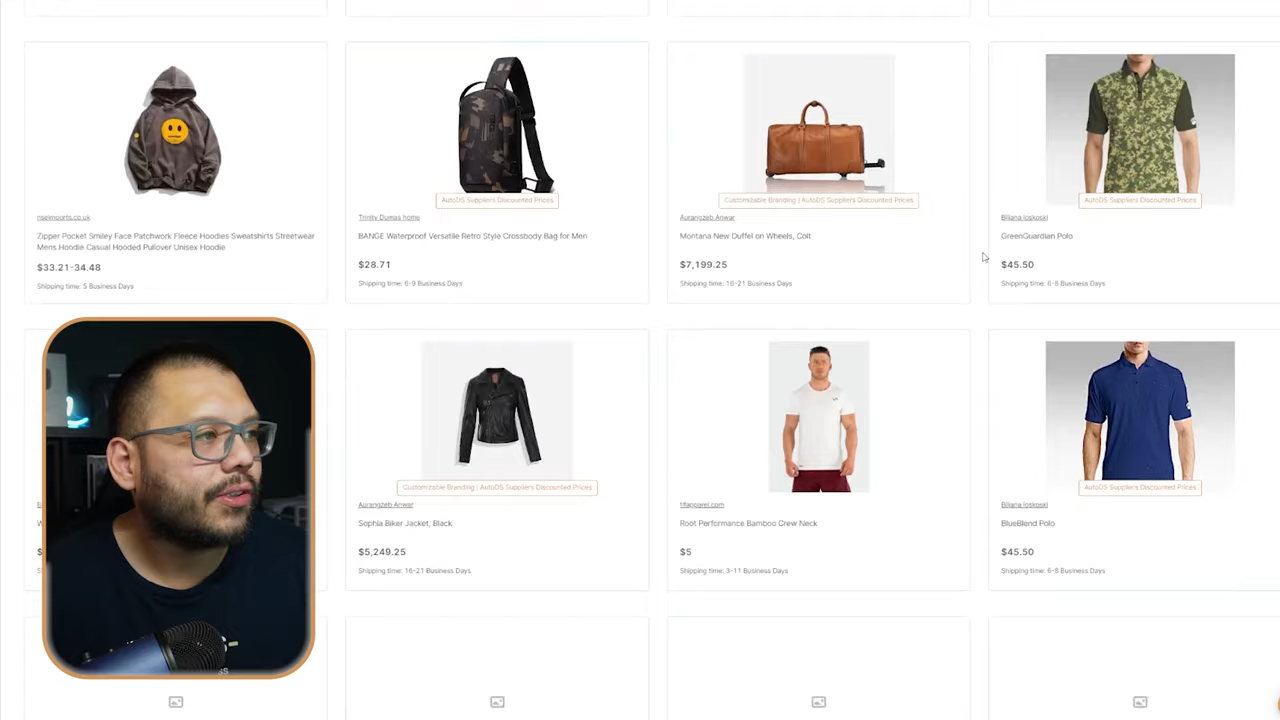 AutoDS Suppliers Discounted Prices
Customizable Branding | AutoDS Suppliers Discounted Prices
AutoDS Suppliers Discounted Prices
Trinity Dumas home
Aurangzeb Anwar
Biljana Ioskoski
Zipper Pocket Smiley Face Patchwork Fleece Hoodies Sweatshirts Streetwear
Mens Hoodie Casual Hooded Pullover Unisex Hoodie
BANGE Waterproof Versatile Retro Style Crossbody Bag for Men
Montana New Duffel on Wheels, Colt
GreenGuardian Polo
$33.21-34.48
$28.71
$7,199.25
$45.50
Shipping time: 5 Business Days
Shipping time: 6-9 Business Days
Shipping time: 16-21 Business Days
Shipping time: 6-8 Business Days
Customizable Branding | AutoDS Suppliers Discounted Prices
AutoDS Suppliers Discounted Prices
Aurangzeb Anwar
Biljana Ioskoski
Sophia Biker Jacket, Black
Root Performance Bamboo Crew Neck
BlueBlend Polo
$5,249.25
$5
$45.50
Shipping time: 16-21 Business Days
Shipping time: 3-11 Business Days
Shipping time: 6-8 Business Days